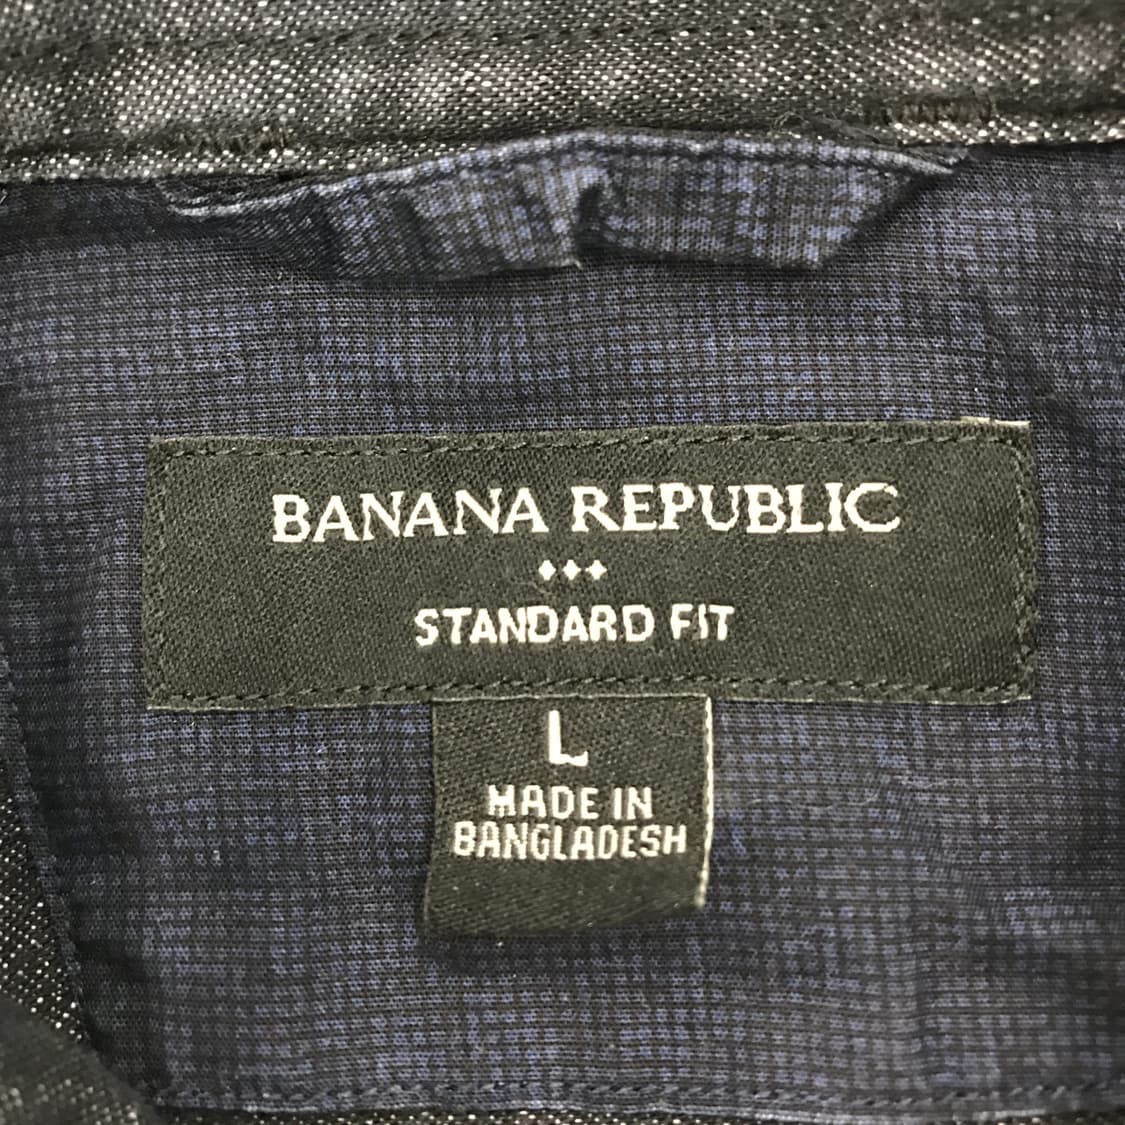 BANANA REPUBLIC
STANDARD FIT
L
MADE IN
BANGLADESH